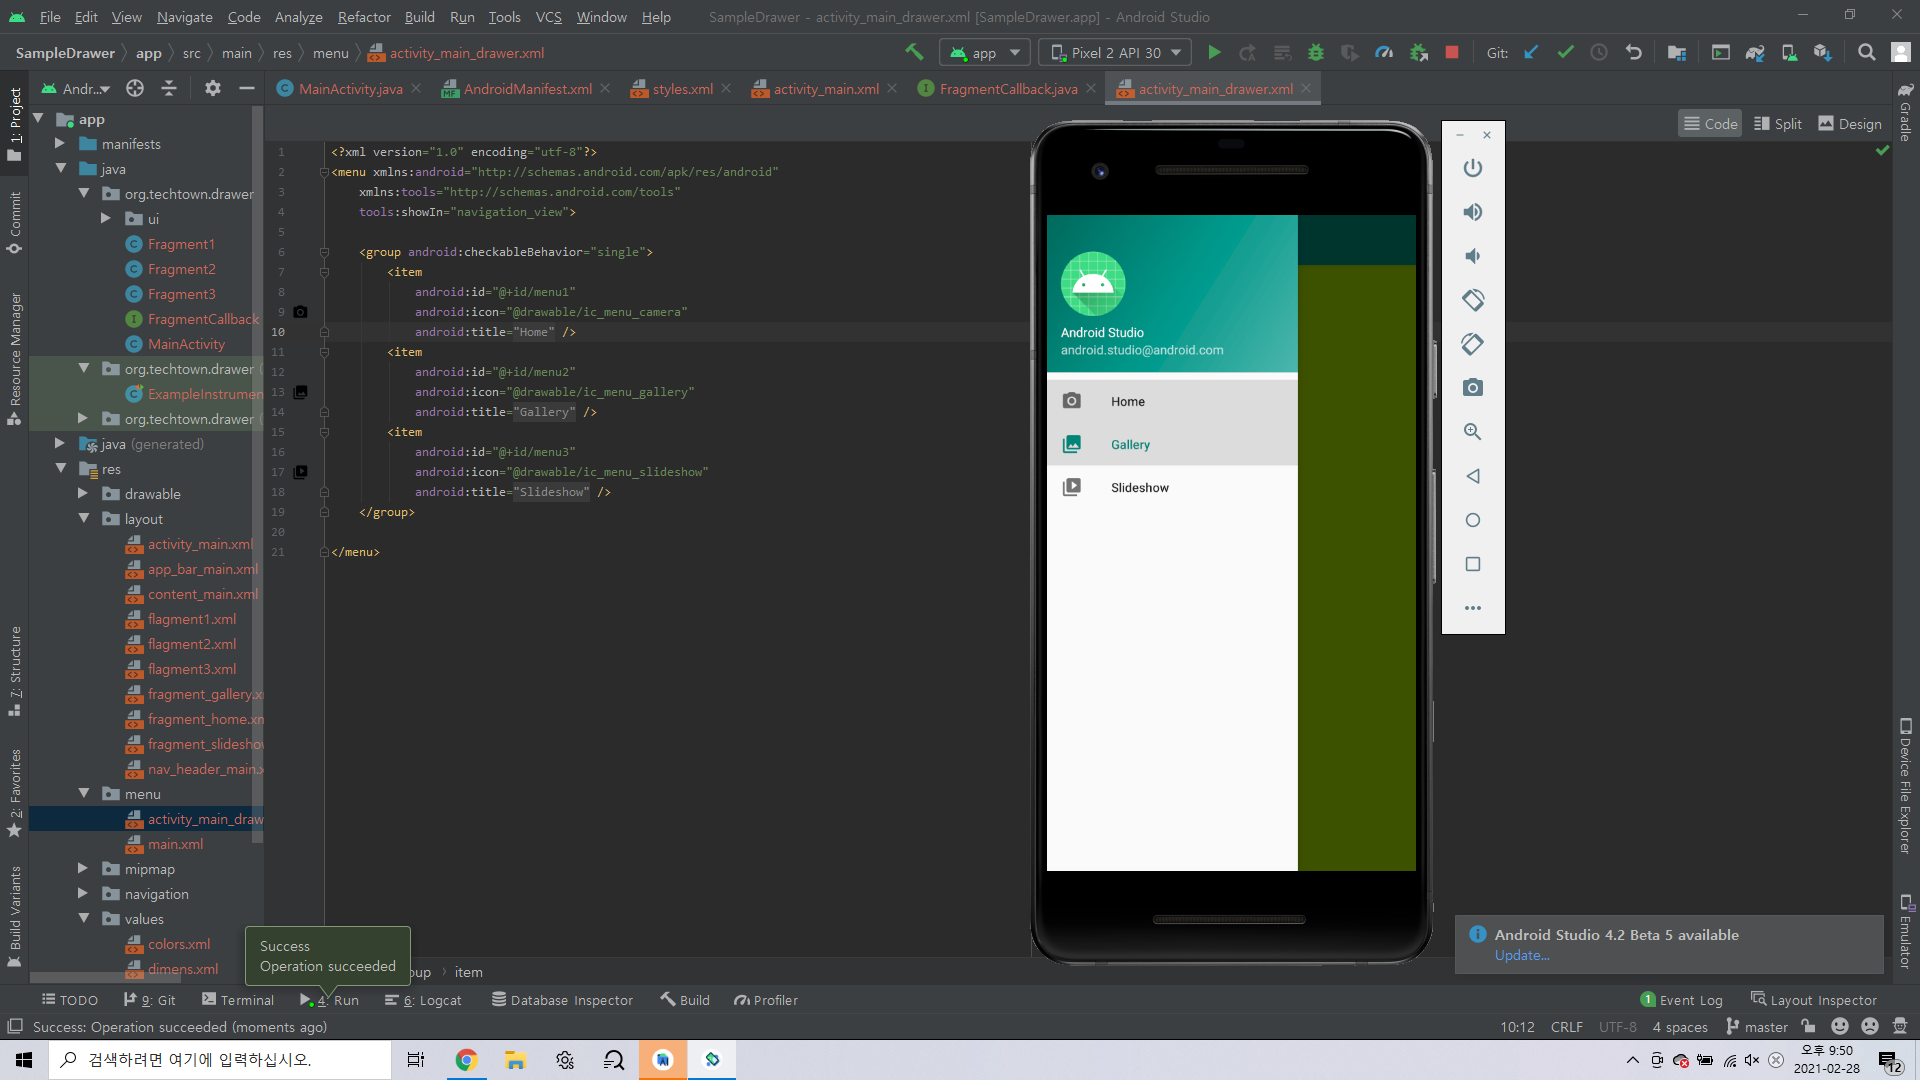 File Edit View Navigate Code Analyze Refactor Build Run Tools VCS Window Help SampleDrawer - activity_main_drawer.xml [SampleDrawer.app] - Android Studio
SampleDrawer app src main res menu activity_main_drawer.xml app Pixel 2 API 30 Git:
Andr... MainActivity.java AndroidManifest.xml styles.xml activity_main.xml FragmentCallback.java activity_main_drawer.xml
Code Split Design
1: Project
Commit
Resource Manager
7: Structure
2: Favorites
Build Variants
app
manifests
java
org.techtown.drawer
ui
Fragment1
Fragment2
Fragment3
FragmentCallback
MainActivity
org.techtown.drawer
ExampleInstrumen
org.techtown.drawer
java (generated)
res
drawable
layout
activity_main.xml
app_bar_main.xml
content_main.xml
flagment1.xml
flagment2.xml
flagment3.xml
fragment_gallery.x
fragment_home.xm
fragment_slidesho
nav_header_main.x
menu
activity_main_draw
main.xml
mipmap
navigation
values
colors.xml
dimens.xml
1 <?xml version="1.0" encoding="utf-8"?>
2 <menu xmlns:android="http://schemas.android.com/apk/res/android"
3 xmlns:tools="http://schemas.android.com/tools"
4 tools:showIn="navigation_view">
5
6 <group android:checkableBehavior="single">
7 <item
8 android:id="@+id/menu1"
9 android:icon="@drawable/ic_menu_camera"
10 android:title="Home" />
11 <item
12 android:id="@+id/menu2"
13 android:icon="@drawable/ic_menu_gallery"
14 android:title="Gallery" />
15 <item
16 android:id="@+id/menu3"
17 android:icon="@drawable/ic_menu_slideshow"
18 android:title="Slideshow" />
19 </group>
20
21 </menu>
Android Studio
android.studio@android.com
Home
Gallery
Slideshow
Gradle
Device File Explorer
Emulator
Success
Operation succeeded
oup › item
Android Studio 4.2 Beta 5 available
Update...
TODO 9: Git Terminal 4: Run 6: Logcat Database Inspector Build Profiler 1 Event Log Layout Inspector
Success: Operation succeeded (moments ago) 10:12 CRLF UTF-8 4 spaces master
검색하려면 여기에 입력하십시오.
오후 9:50
2021-02-28
12